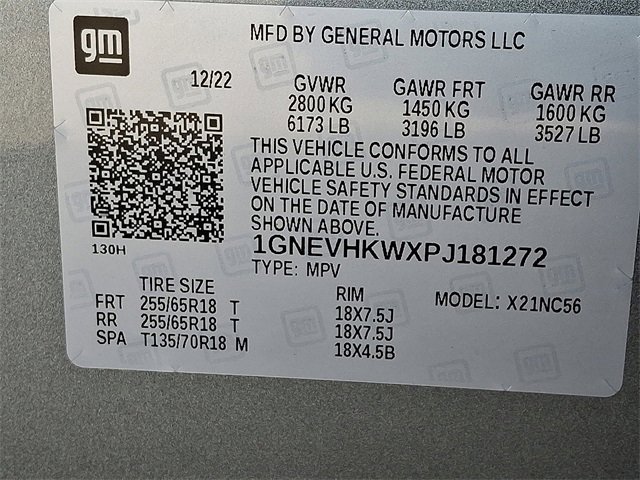 gm
MFD BY GENERAL MOTORS LLC
12/22
GVWR GAWR FRT GAWR RR
2800 KG 1450 KG 1600 KG
6173 LB 3196 LB 3527 LB
THIS VEHICLE CONFORMS TO ALL
APPLICABLE U.S. FEDERAL MOTOR
VEHICLE SAFETY STANDARDS IN EFFECT
ON THE DATE OF MANUFACTURE
SHOWN ABOVE.
130H
1GNEVHKWXPJ181272
TYPE: MPV
TIRE SIZE RIM MODEL: X21NC56
FRT 255/65R18 T 18X7.5J
RR 255/65R18 T 18X7.5J
SPA T135/70R18 M 18X4.5B